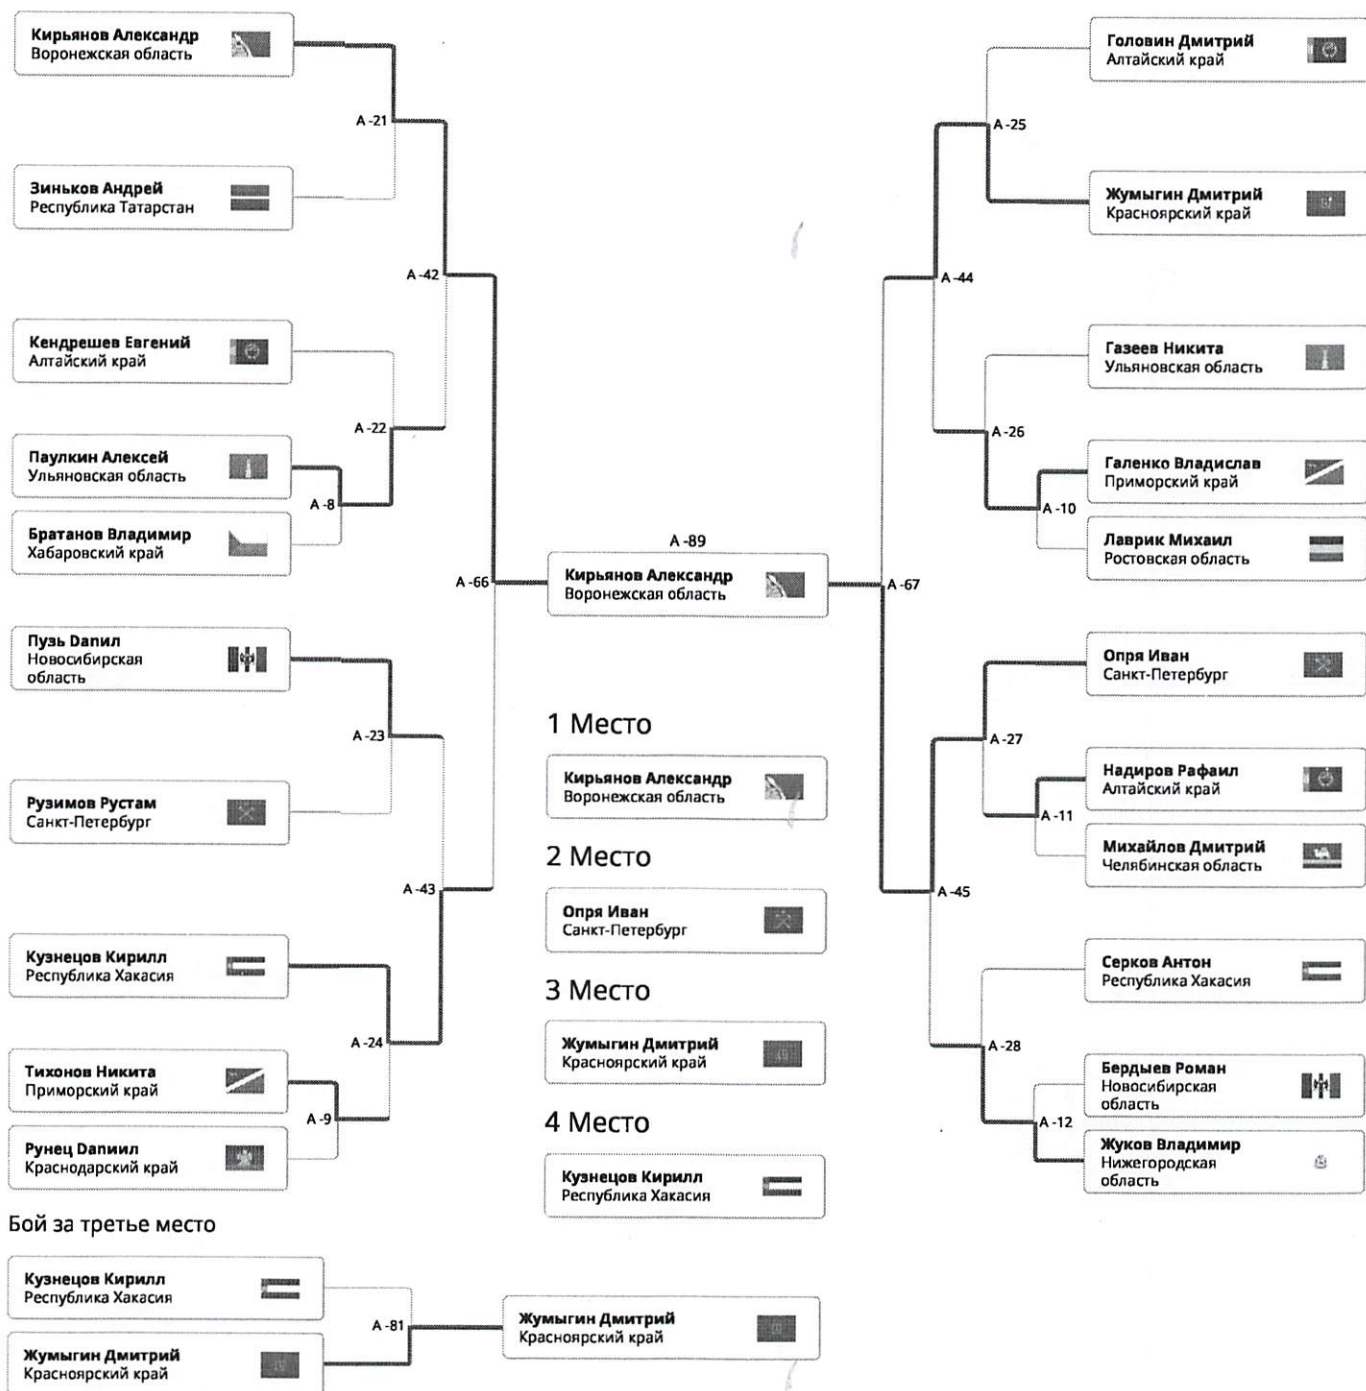 Кирьянов Александр
Воронежская область
A -21
Зиньков Андрей
Республика Татарстан
A -42
Кендрешев Евгений
Алтайский край
A -22
Паулкин Алексей
Ульяновская область
A -8
Братанов Владимир
Хабаровский край
A -66
Пузь Dапил
Новосибирская
область
A -23
Рузимов Рустам
Санкт-Петербург
A -43
Кузнецов Кирилл
Республика Хакасия
A -24
Тихонов Никита
Приморский край
A -9
Рунец Dапиил
Краснодарский край
A -89
Кирьянов Александр
Воронежская область
1 Место
Кирьянов Александр
Воронежская область
2 Место
Опря Иван
Санкт-Петербург
3 Место
Жумыгин Дмитрий
Красноярский край
4 Место
Кузнецов Кирилл
Республика Хакасия
Головин Дмитрий
Алтайский край
A -25
Жумыгин Дмитрий
Красноярский край
A -44
Газеев Никита
Ульяновская область
A -26
Галенко Владислав
Приморский край
A -10
Лаврик Михаил
Ростовская область
A -67
Опря Иван
Санкт-Петербург
A -27
Надиров Рафаил
Алтайский край
A -11
Михайлов Дмитрий
Челябинская область
A -45
Серков Антон
Республика Хакасия
A -28
Бердыев Роман
Новосибирская
область
A -12
Жуков Владимир
Нижегородская
область
Бой за третье место
Кузнецов Кирилл
Республика Хакасия
A -81
Жумыгин Дмитрий
Красноярский край
Жумыгин Дмитрий
Красноярский край